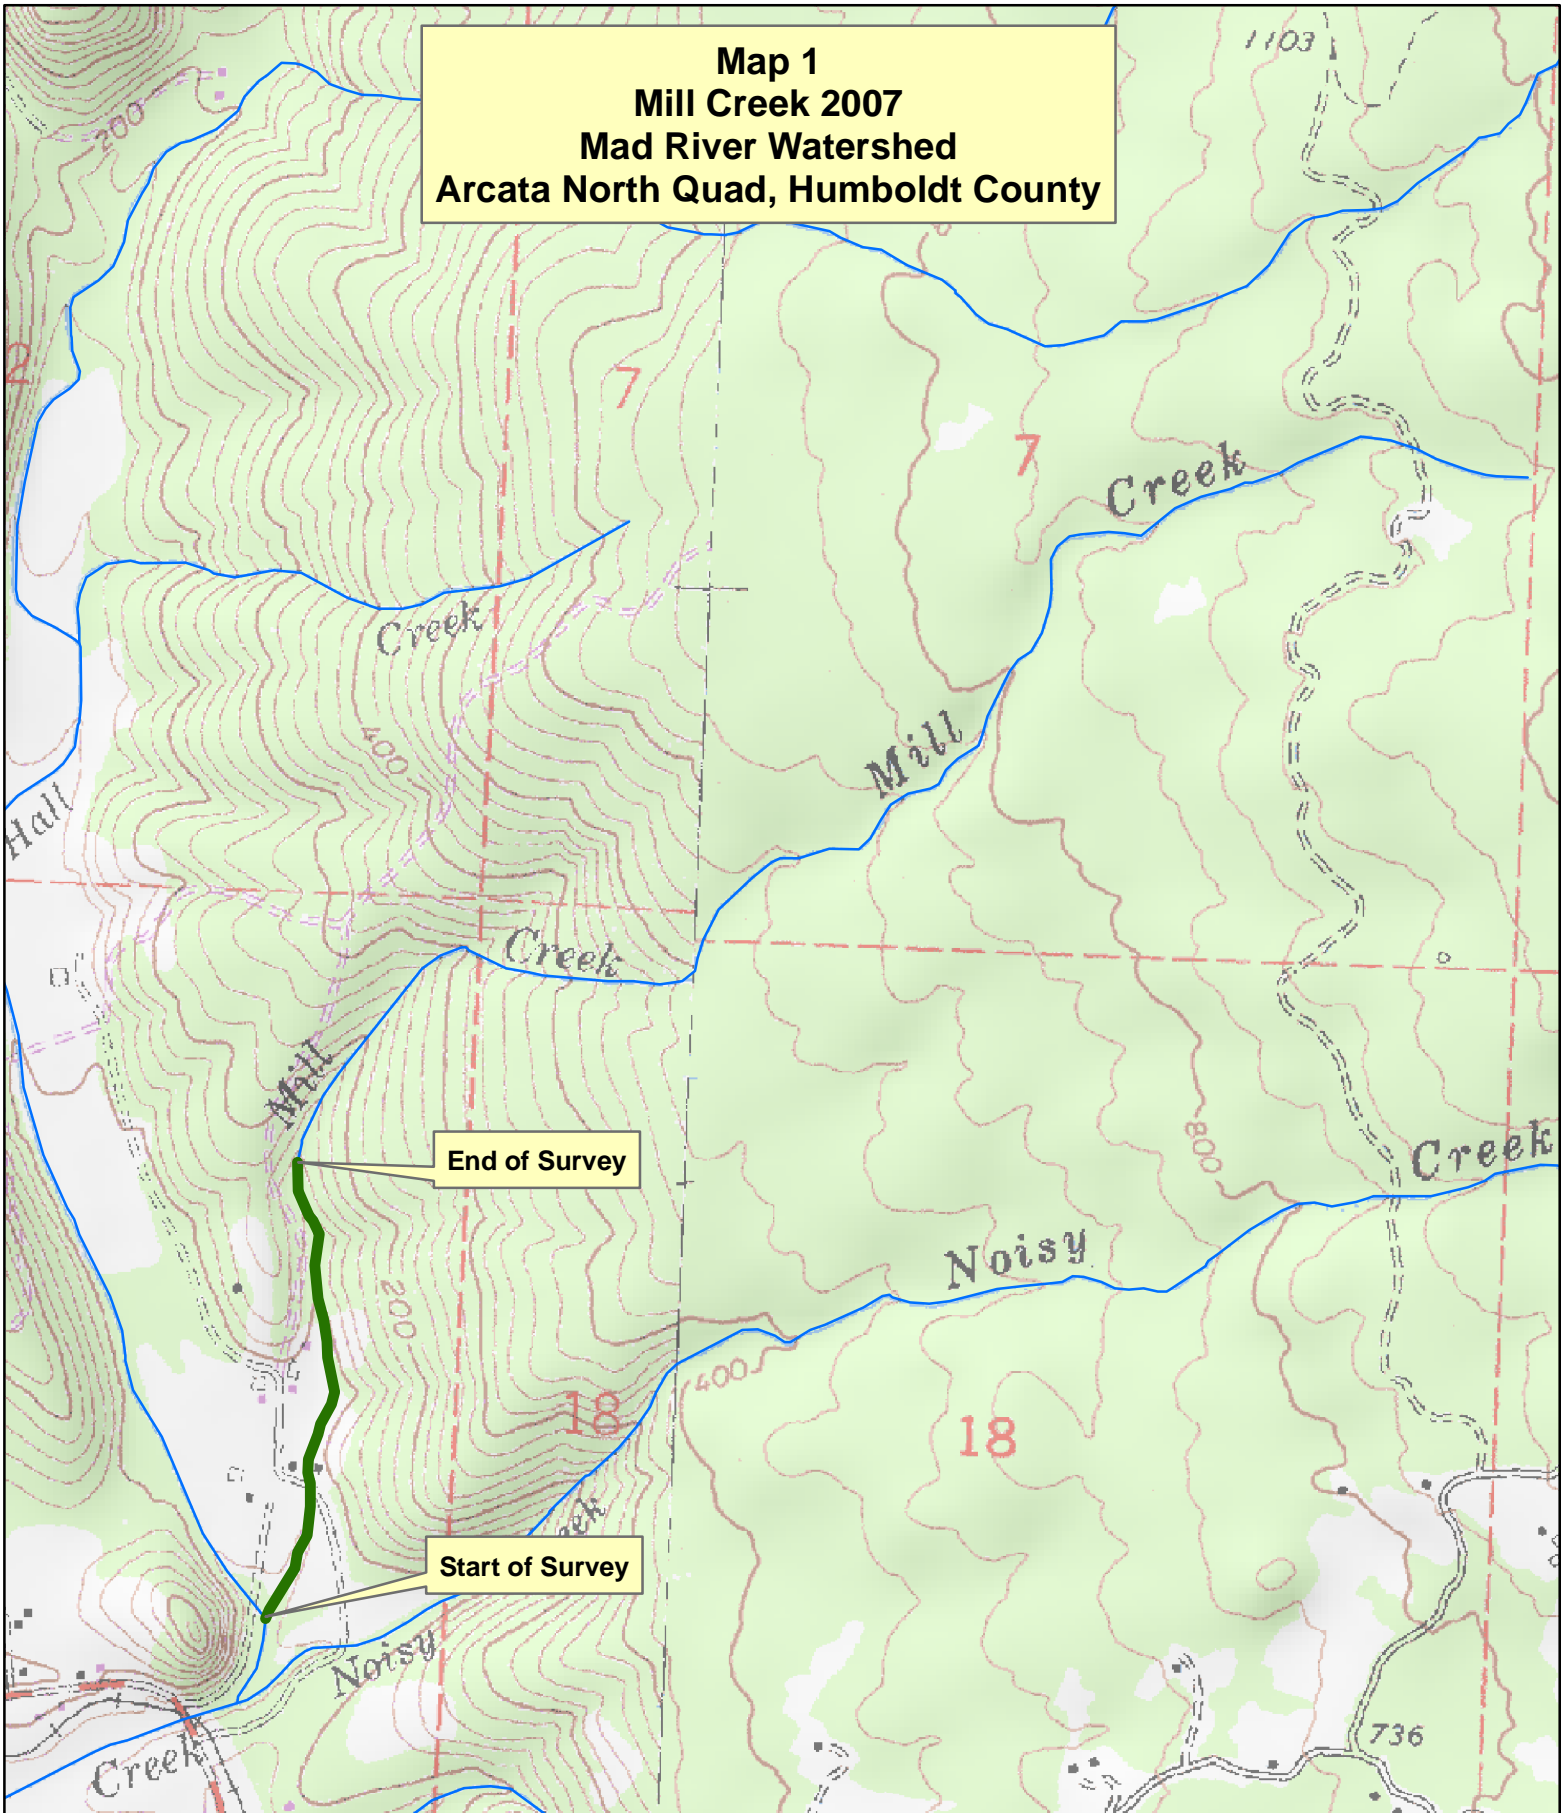 Map 1
Mill Creek 2007
Mad River Watershed
Arcata North Quad, Humboldt County
1103
200
2
7
7
Creek
Creek
Mill
400
Hall
Creek
Mill
End of Survey
800
Creek
Noisy
200
400
18
18
eek
Start of Survey
Noisy
736
Creek